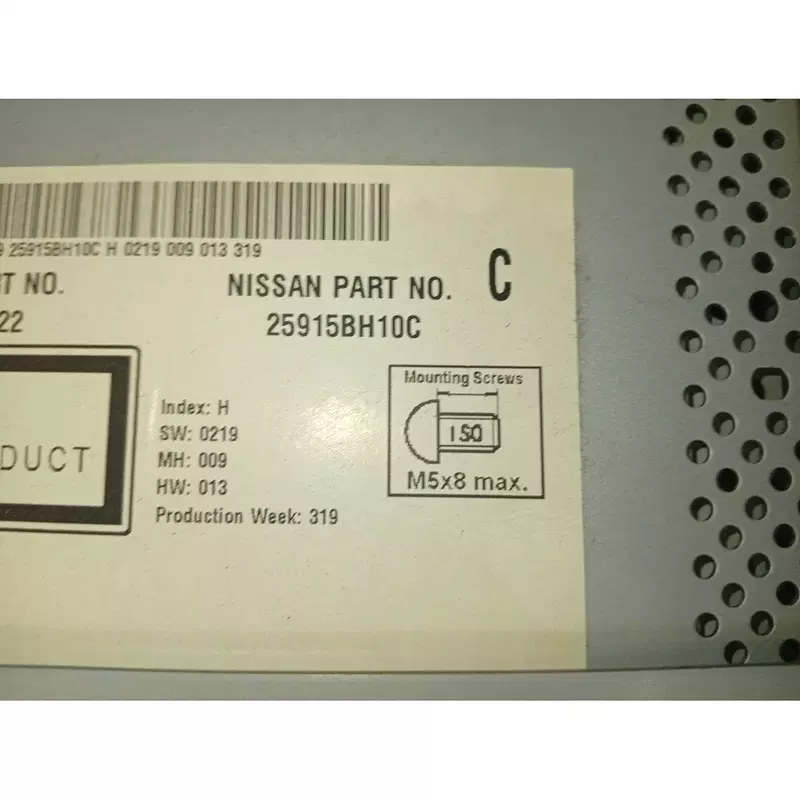 9 25915BH10C H 0219 009 013 319
T NO.
NISSAN PART NO.
C
22
25915BH10C
DUCT
Index: H
SW: 0219
MH: 009
HW: 013
Production Week: 319
Mounting Screws
ISO
M5x8 max.